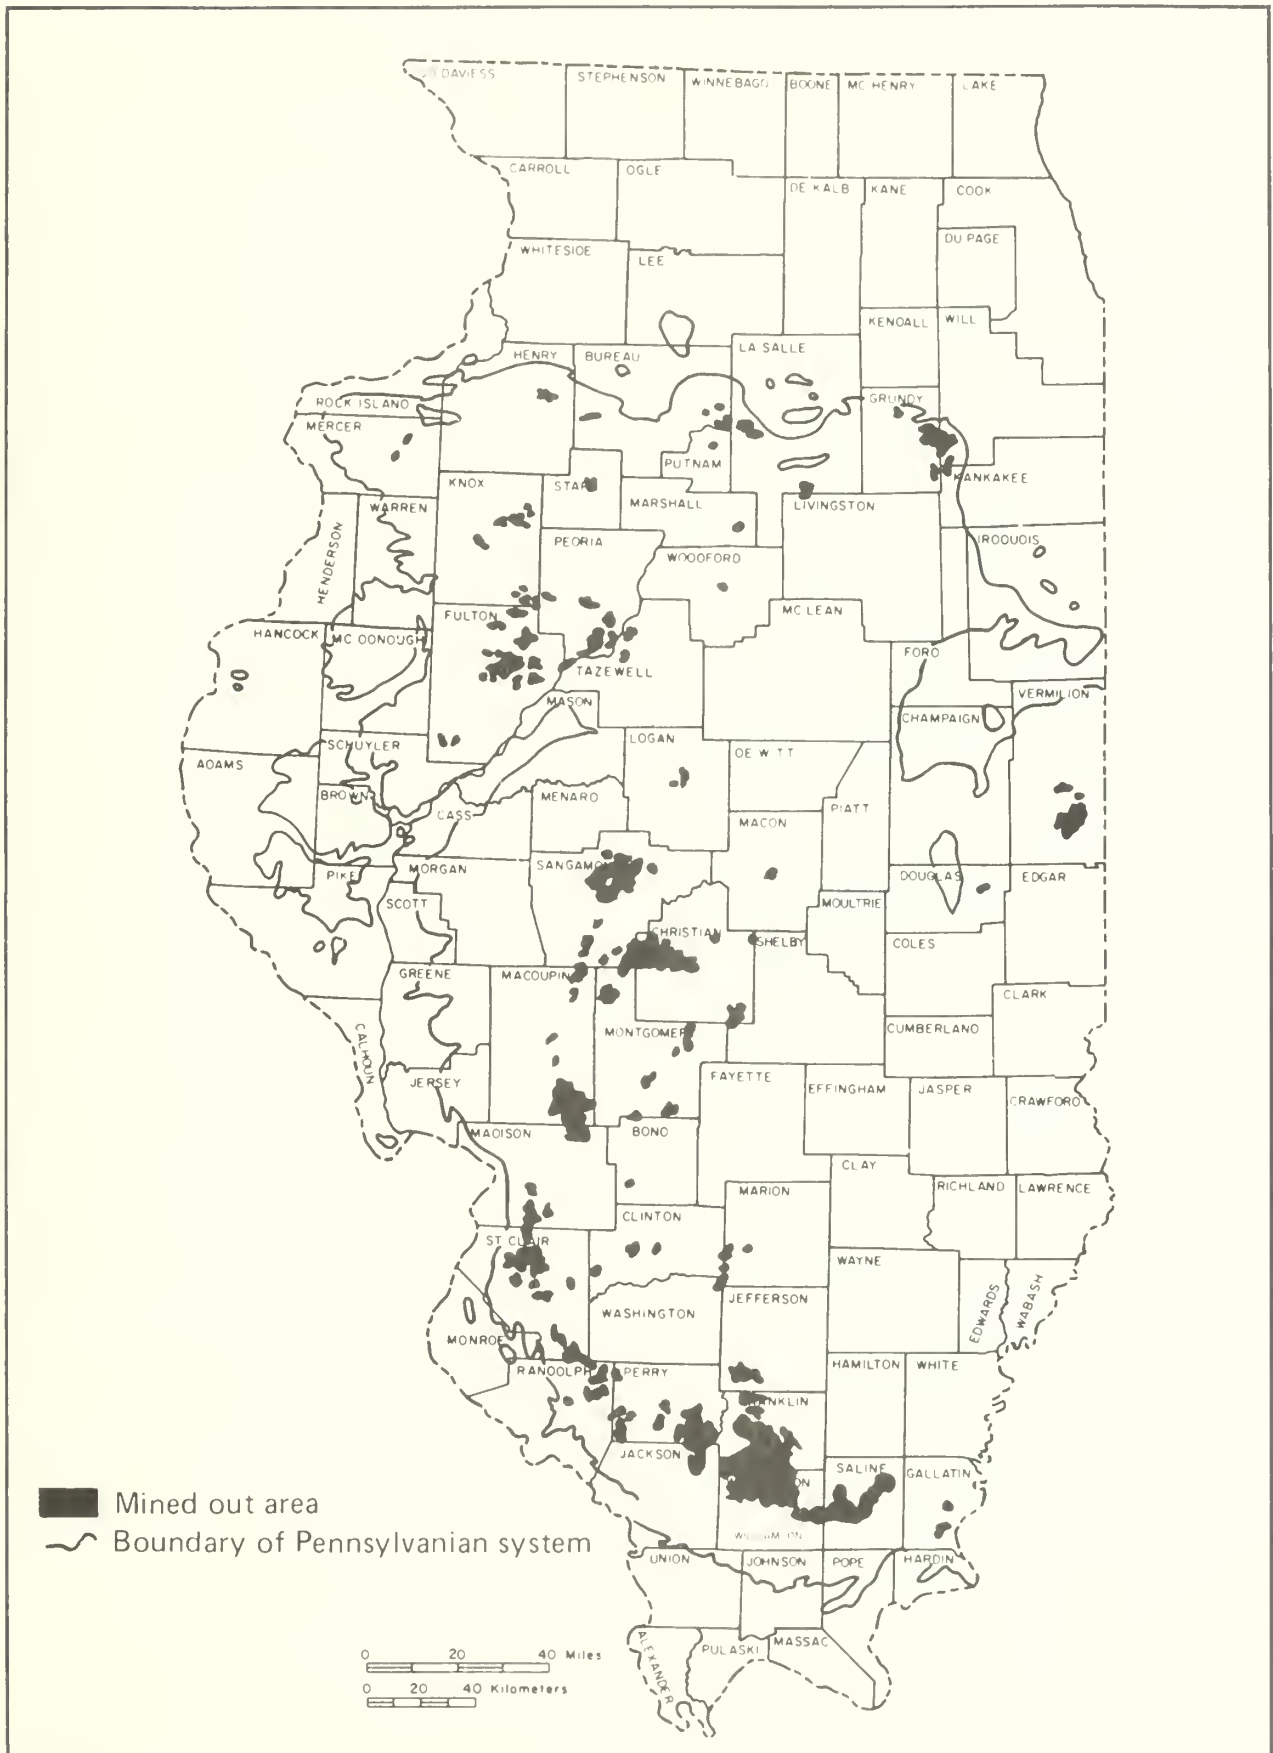 DAVIESS
STEPHENSON
WINNEBAGO
BOONE
MC HENRY
LAKE
CARROLL
OGLE
DE KALB
KANE
COOK
DU PAGE
WHITESIDE
LEE
KENDALL
WILL
HENRY
BUREAU
LA SALLE
GRUNDY
ROCK ISLAND
MERCER
PUTNAM
KANKAKEE
KNOX
STARK
MARSHALL
LIVINGSTON
WARREN
HENDERSON
PEORIA
WOODFORD
IROQUOIS
FULTON
MC LEAN
HANCOCK
MC DONOUGH
TAZEWELL
FORD
VERMILION
MASON
CHAMPAIGN
SCHUYLER
LOGAN
DE WITT
ADAMS
BROWN
CASS
MENARD
PIATT
MACON
PIKE
MORGAN
SANGAMON
DOUGLAS
EDGAR
SCOTT
MOULTRIE
CHRISTIAN
SHELBY
COLES
GREENE
MACOUPIN
CLARK
CALHOUN
MONTGOMERY
CUMBERLAND
JERSEY
FAYETTE
EFFINGHAM
JASPER
CRAWFORD
MADISON
BOND
CLAY
MARION
RICHLAND
LAWRENCE
CLINTON
ST CLAIR
WAYNE
EDWARDS
WABASH
JEFFERSON
WASHINGTON
MONROE
RANDOLPH
PERRY
HAMILTON
WHITE
NKLIN
JACKSON
SALINE
GALLATIN
ON
Mined out area
WILLIAMSON
Boundary of Pennsylvanian system
UNION
JOHNSON
POPE
HARDIN
ALEXANDER
PULASKI
MASSAC
0 20 40 Miles
0 20 40 Kilometers